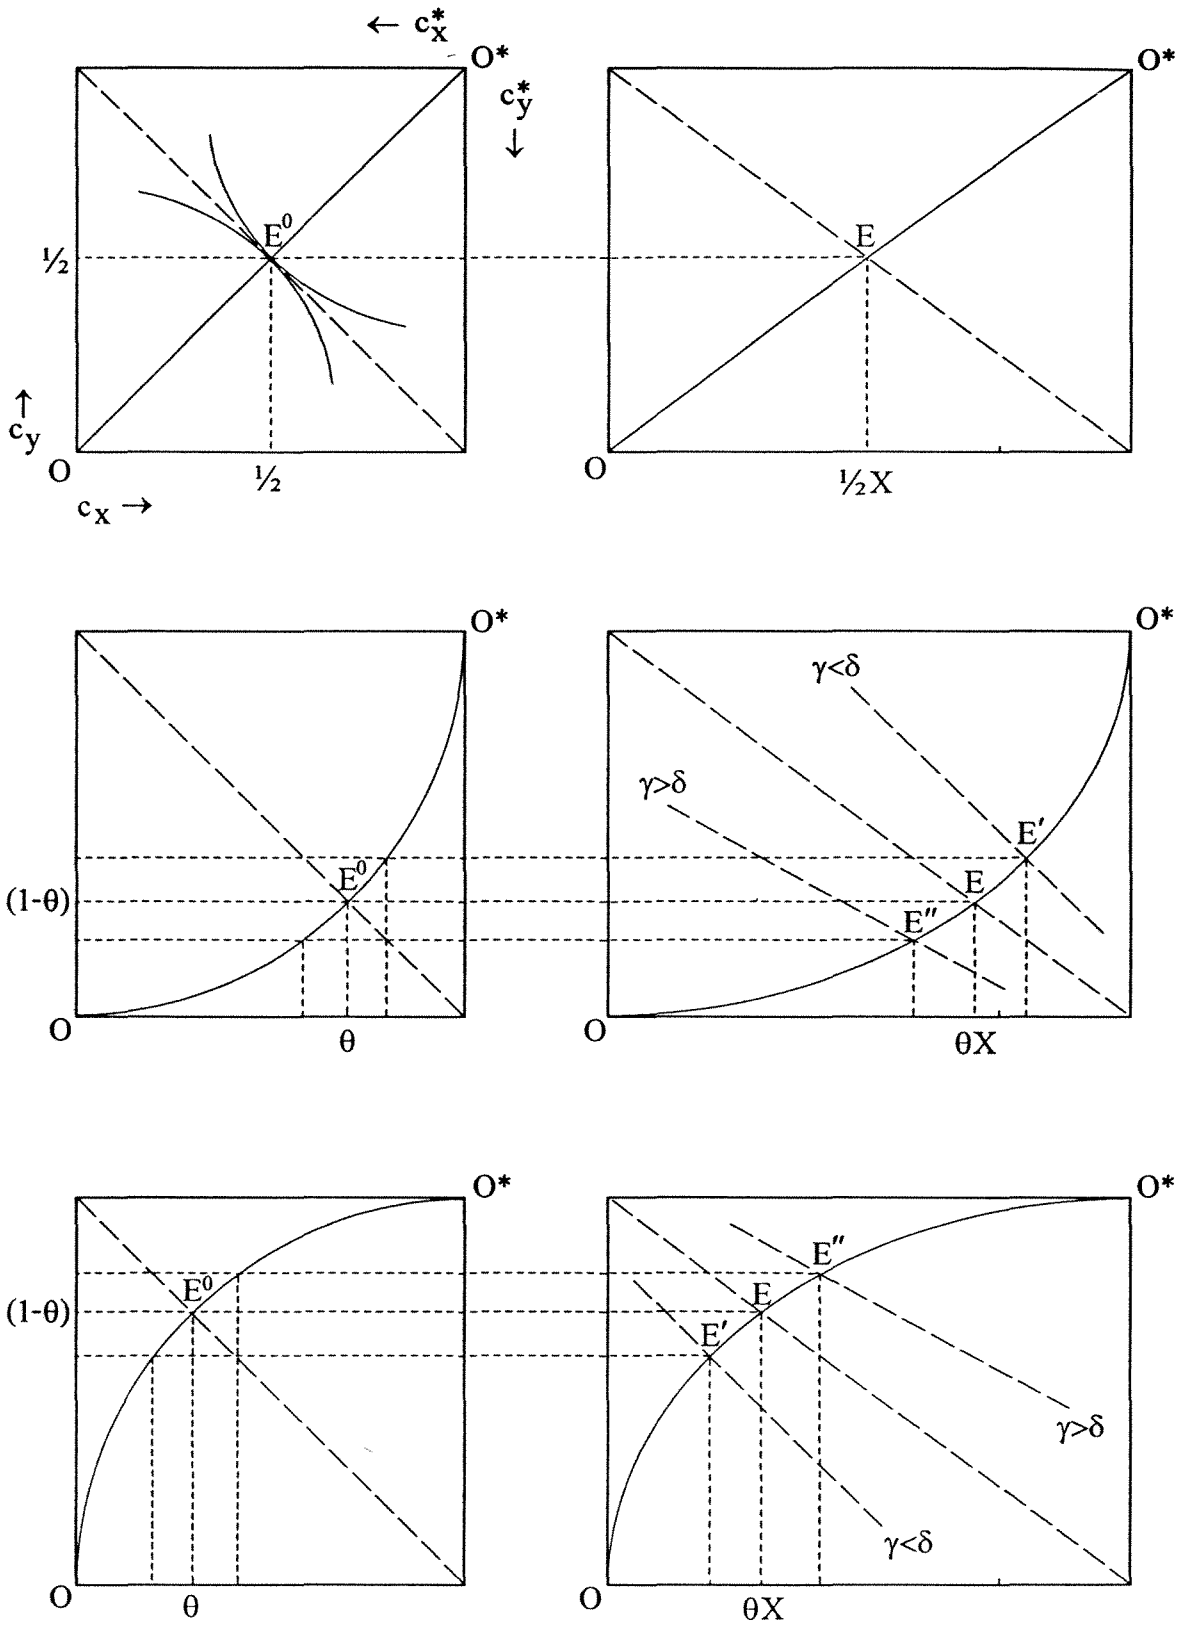 ← c*x
O*
O*
c*y
↓
E⁰
E
½
↑
cy
O
½
O
½X
cx →
O*
O*
γ<δ
γ>δ
E′
E⁰
E
(1-θ)
E″
O
θ
O
θX
O*
O*
E″
E⁰
E
(1-θ)
E′
γ>δ
γ<δ
O
θ
O
θX